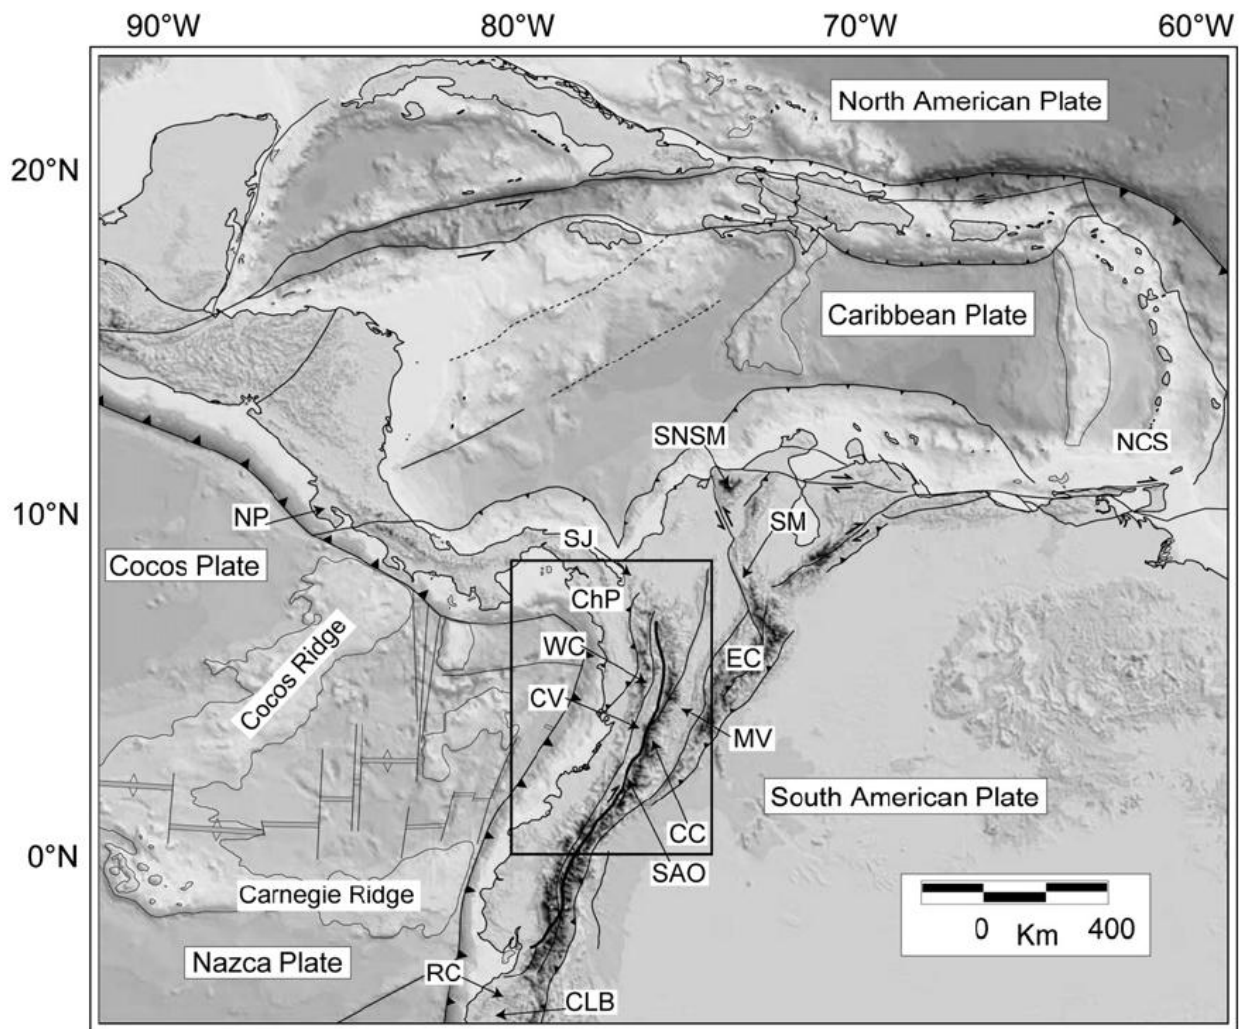 90°W 80°W 70°W 60°W
North American Plate
20°N
Caribbean Plate
SNSM
NCS
10°N
NP
SM
SJ
Cocos Plate
ChP
Cocos Ridge
WC
EC
CV
MV
South American Plate
CC
0°N
SAO
Carnegie Ridge
0 Km 400
Nazca Plate
RC
CLB